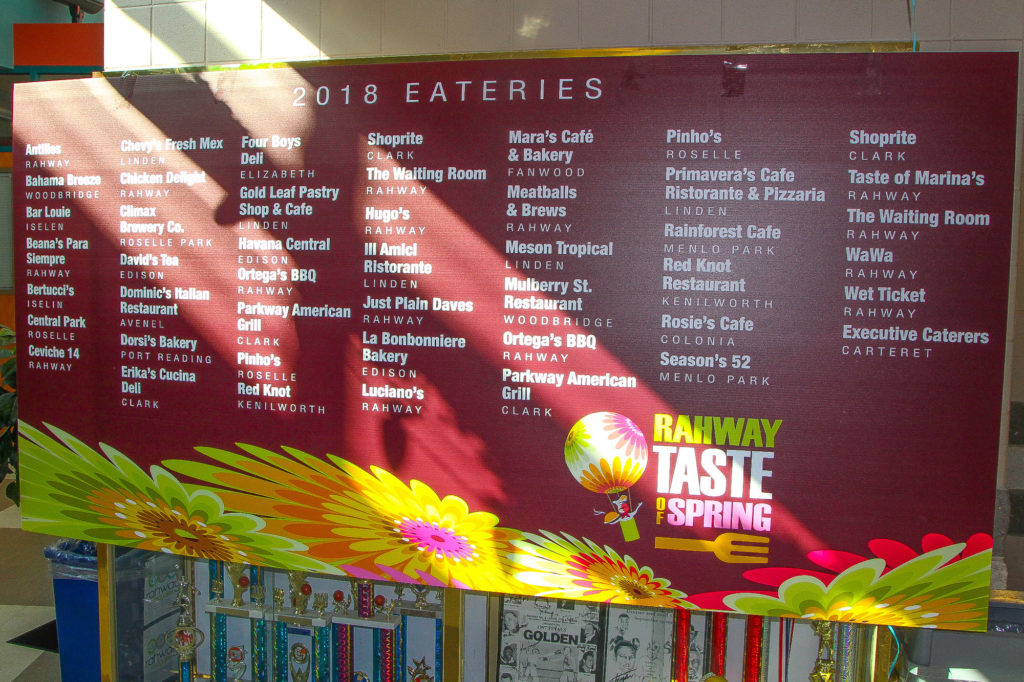 2018 EATERIES
Antilles
RAHWAY
Bahama Breeze
WOODBRIDGE
Bar Louie
ISELEN
Beana's Para
Siempre
RAHWAY
Bertucci's
ISELIN
Central Park
ROSELLE
Ceviche 14
RAHWAY
Chevy's Fresh Mex
LINDEN
Chicken Delight
RAHWAY
Climax
Brewery Co.
ROSELLE PARK
David's Tea
EDISON
Dominic's Italian
Restaurant
AVENEL
Dorsi's Bakery
PORT READING
Erika's Cucina
Deli
CLARK
Four Boys
Deli
ELIZABETH
Gold Leaf Pastry
Shop & Cafe
LINDEN
Havana Central
EDISON
Ortega's BBQ
RAHWAY
Parkway American
Grill
CLARK
Pinho's
ROSELLE
Red Knot
KENILWORTH
Shoprite
CLARK
The Waiting Room
RAHWAY
Hugo's
RAHWAY
Ill Amici
Ristorante
LINDEN
Just Plain Daves
RAHWAY
La Bonbonniere
Bakery
EDISON
Luciano's
RAHWAY
Mara's Café
& Bakery
FANWOOD
Meatballs
& Brews
RAHWAY
Meson Tropical
LINDEN
Mulberry St.
Restaurant
WOODBRIDGE
Ortega's BBQ
RAHWAY
Parkway American
Grill
CLARK
Pinho's
ROSELLE
Primavera's Cafe
Ristorante & Pizzaria
LINDEN
Rainforest Cafe
MENLO PARK
Red Knot
Restaurant
KENILWORTH
Rosie's Cafe
COLONIA
Season's 52
MENLO PARK
Shoprite
CLARK
Taste of Marina's
RAHWAY
The Waiting Room
RAHWAY
WaWa
RAHWAY
Wet Ticket
RAHWAY
Executive Caterers
CARTERET
RAHWAY
TASTE
OF SPRING
GOLDEN